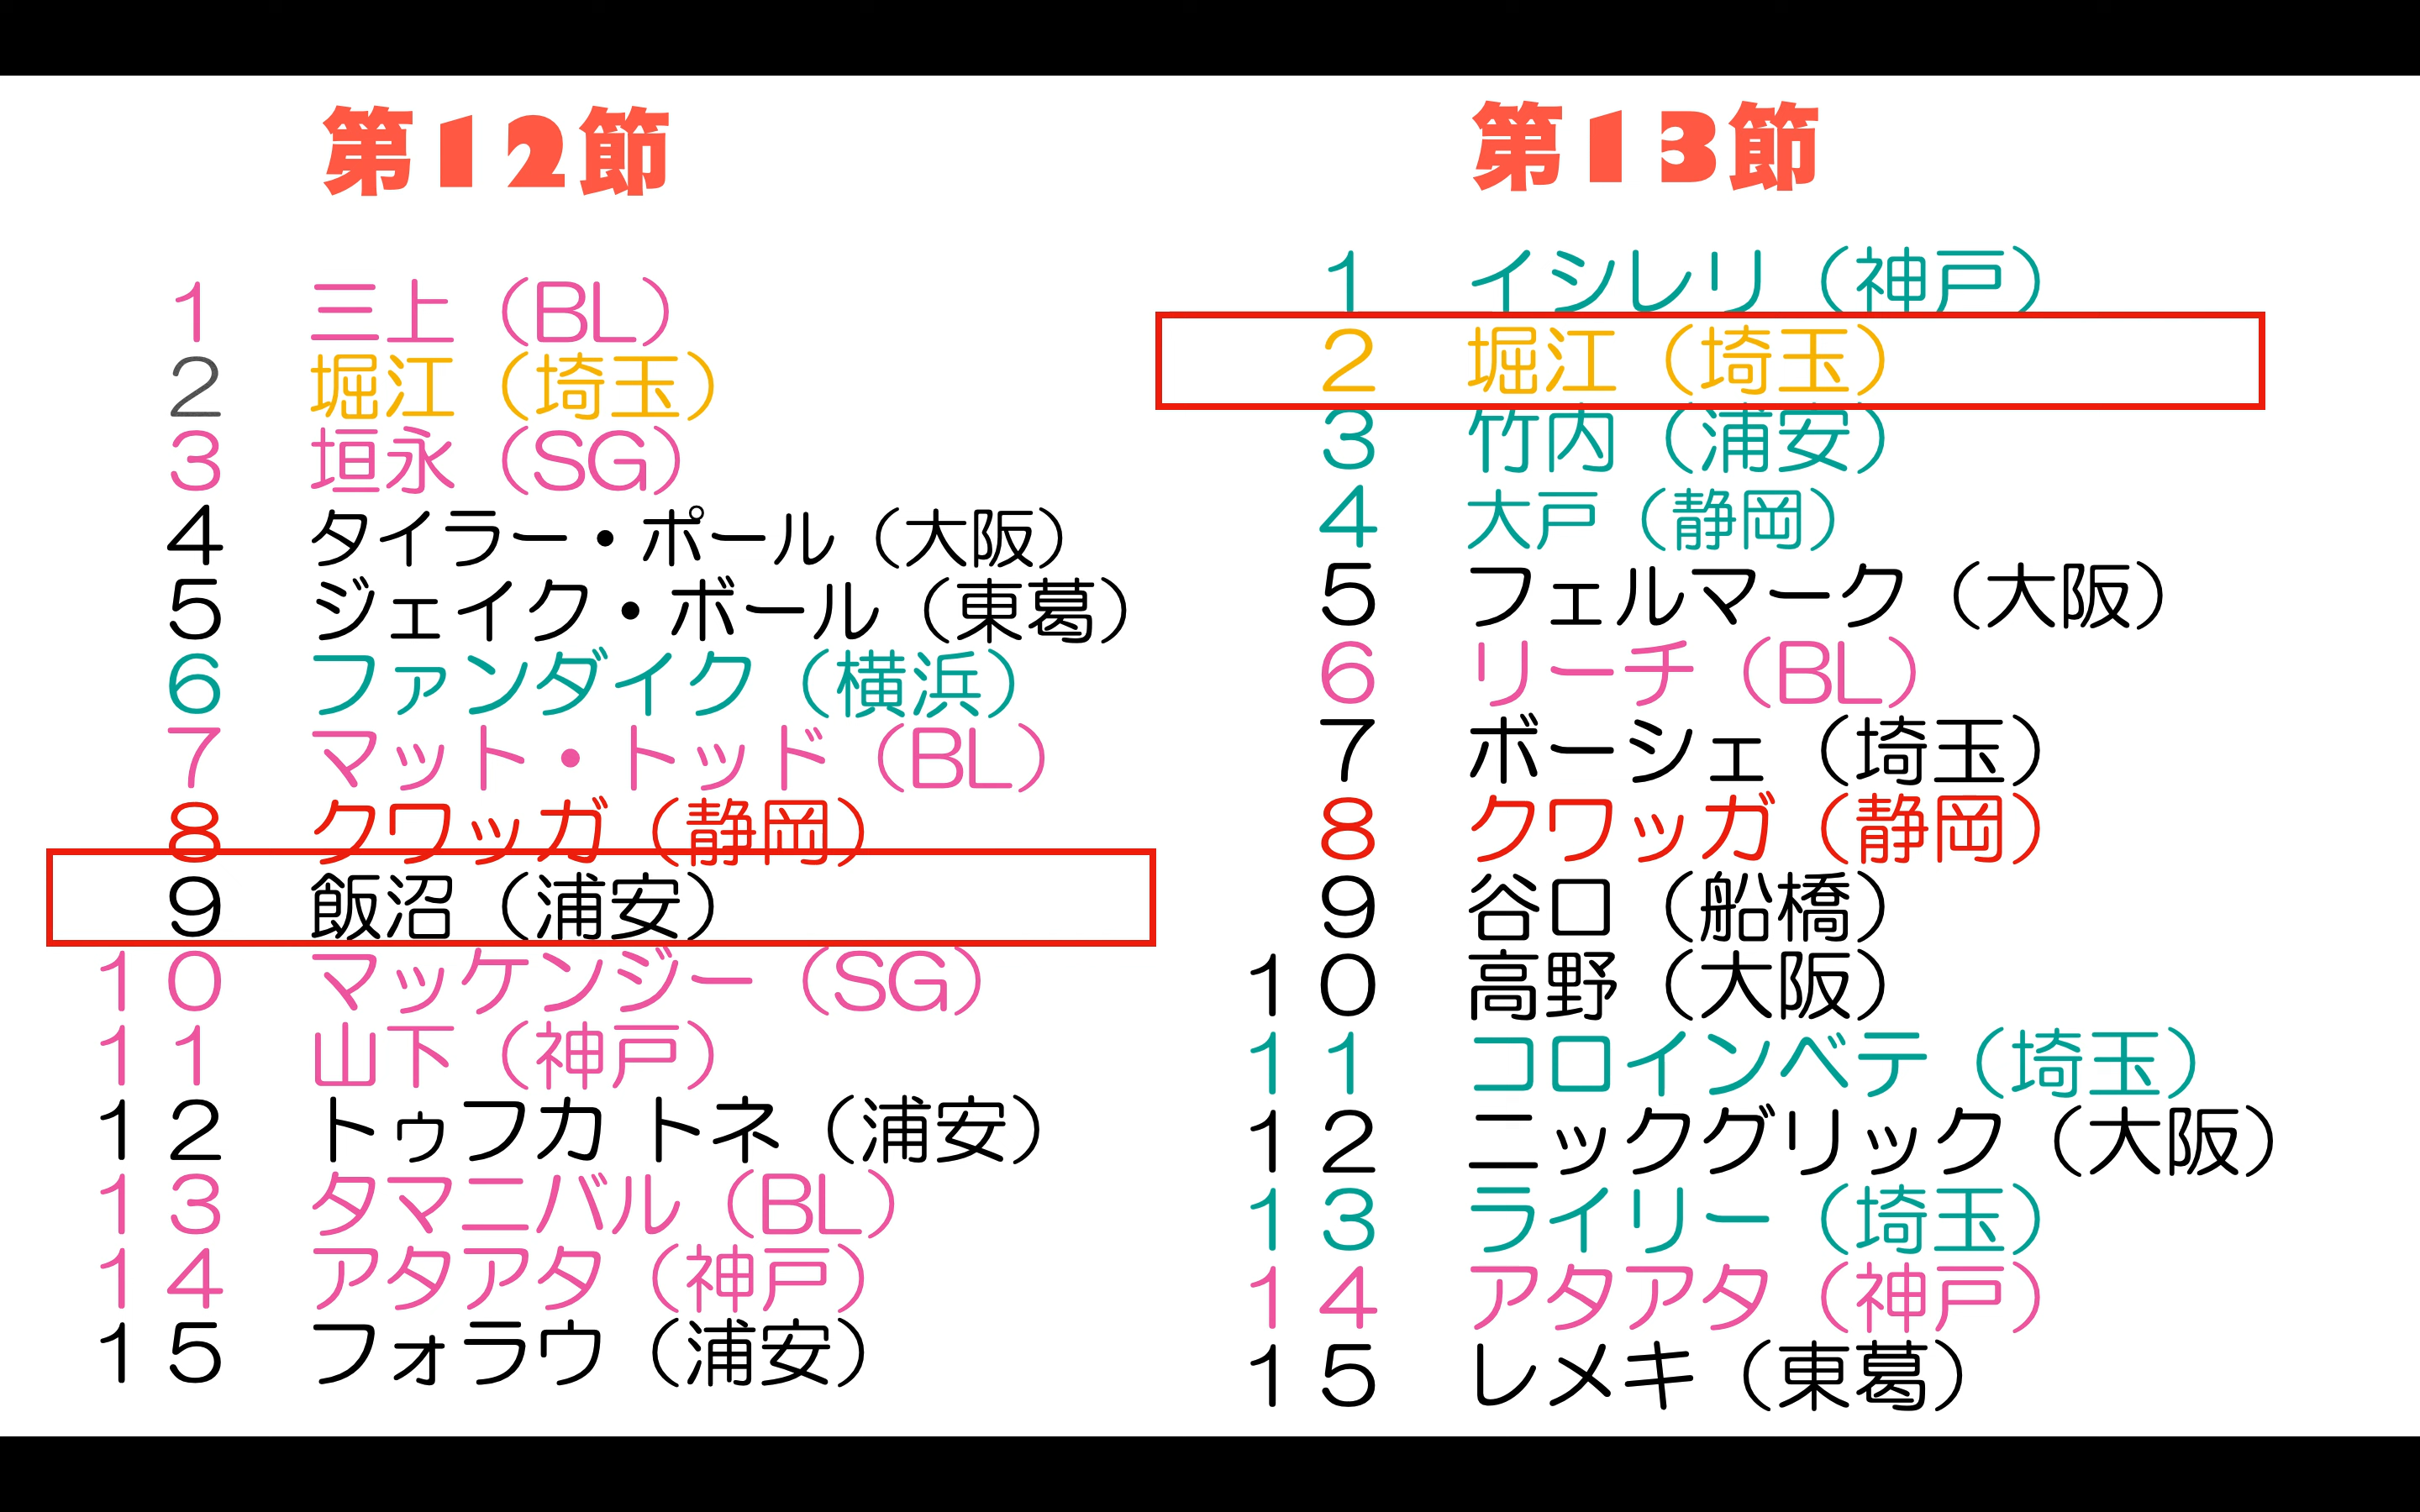 第12節
1 三上（BL）
2 堀江（埼玉）
3 垣永（SG）
4 タイラー・ポール（大阪）
5 ジェイク・ボール（東葛）
6 ファンダイク（横浜）
7 マット・トッド（BL）
8 クワッガ（静岡）
9 飯沼（浦安）
10 マッケンジー（SG）
11 山下（神戸）
12 トゥフカトネ（浦安）
13 タマニバル（BL）
14 アタアタ（神戸）
15 フォラウ（浦安）
第13節
1 イシレリ（神戸）
2 堀江（埼玉）
3 竹内（浦安）
4 大戸（静岡）
5 フェルマーク（大阪）
6 リーチ（BL）
7 ボーシェ（埼玉）
8 クワッガ（静岡）
9 谷口（船橋）
10 高野（大阪）
11 コロインベテ（埼玉）
12 ニックグリック（大阪）
13 ライリー（埼玉）
14 アタアタ（神戸）
15 レメキ（東葛）